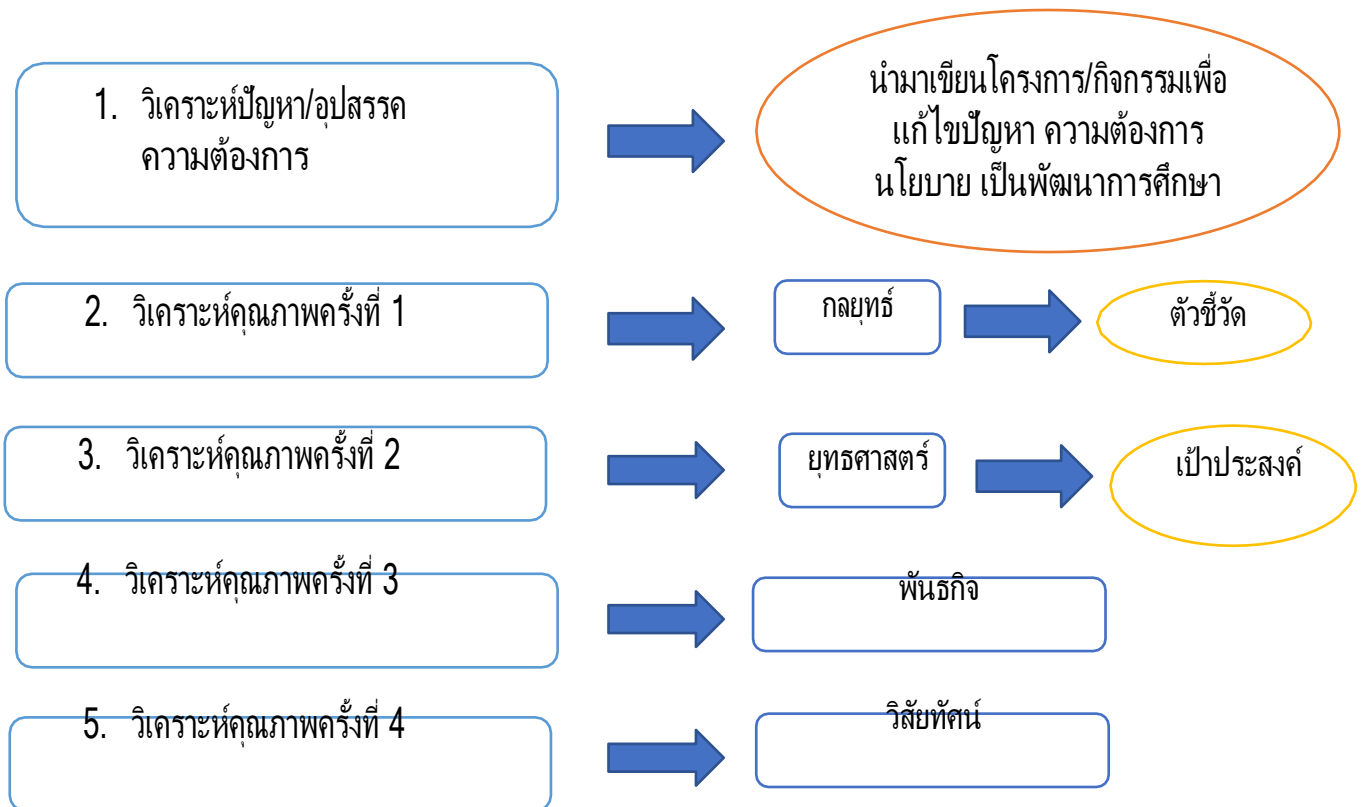 1. วิเคราะห์ปัญหา/อุปสรรค
ความต้องการ
นำมาเขียนโครงการ/กิจกรรมเพื่อ
แก้ไขปัญหา ความต้องการ
นโยบาย เป็นพัฒนาการศึกษา
2. วิเคราะห์คุณภาพครั้งที่ 1
กลยุทธ์
ตัวชี้วัด
3. วิเคราะห์คุณภาพครั้งที่ 2
ยุทธศาสตร์
เป้าประสงค์
4. วิเคราะห์คุณภาพครั้งที่ 3
พันธกิจ
5. วิเคราะห์คุณภาพครั้งที่ 4
วิสัยทัศน์